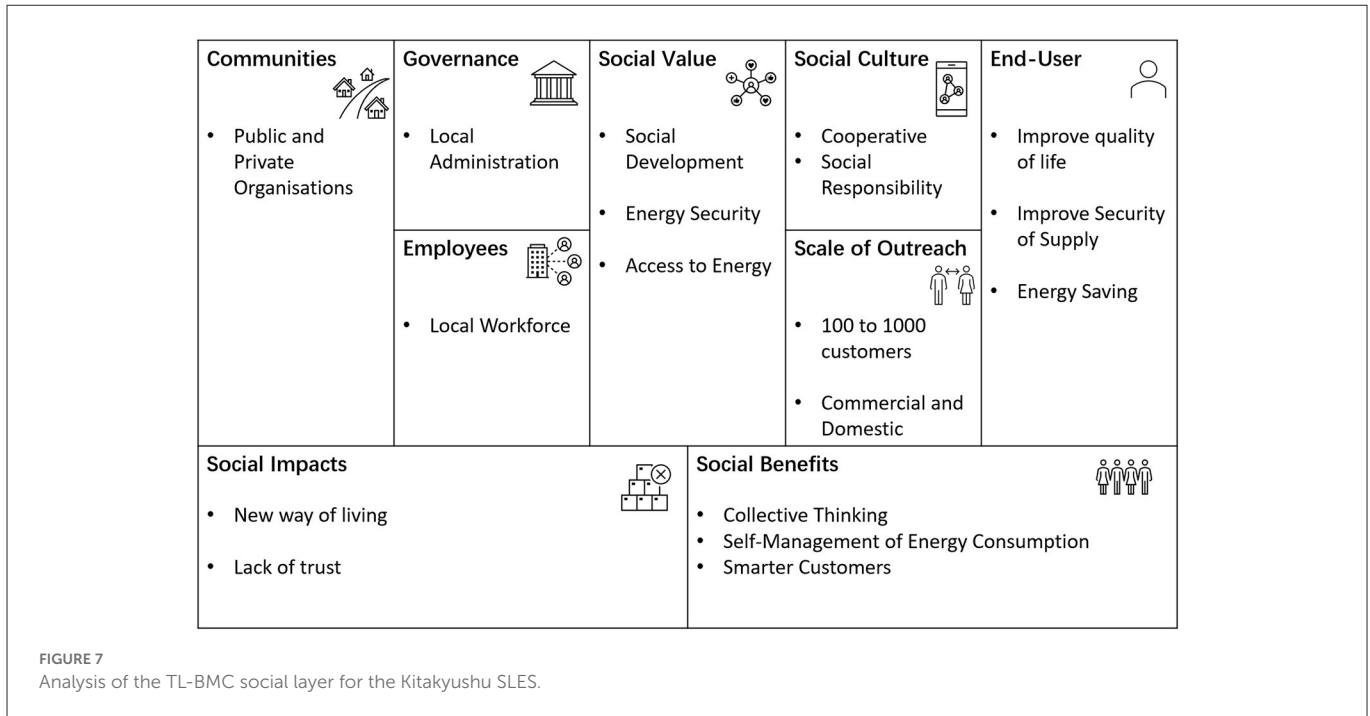 Communities
• Public and
Private
Organisations
Governance
• Local
Administration
Employees
• Local Workforce
Social Value
• Social
Development
• Energy Security
• Access to Energy
Social Culture
• Cooperative
• Social
Responsibility
Scale of Outreach
• 100 to 1000
customers
• Commercial and
Domestic
End-User
• Improve quality
of life
• Improve Security
of Supply
• Energy Saving
Social Impacts
• New way of living
• Lack of trust
Social Benefits
• Collective Thinking
• Self-Management of Energy Consumption
• Smarter Customers
FIGURE 7
Analysis of the TL-BMC social layer for the Kitakyushu SLES.